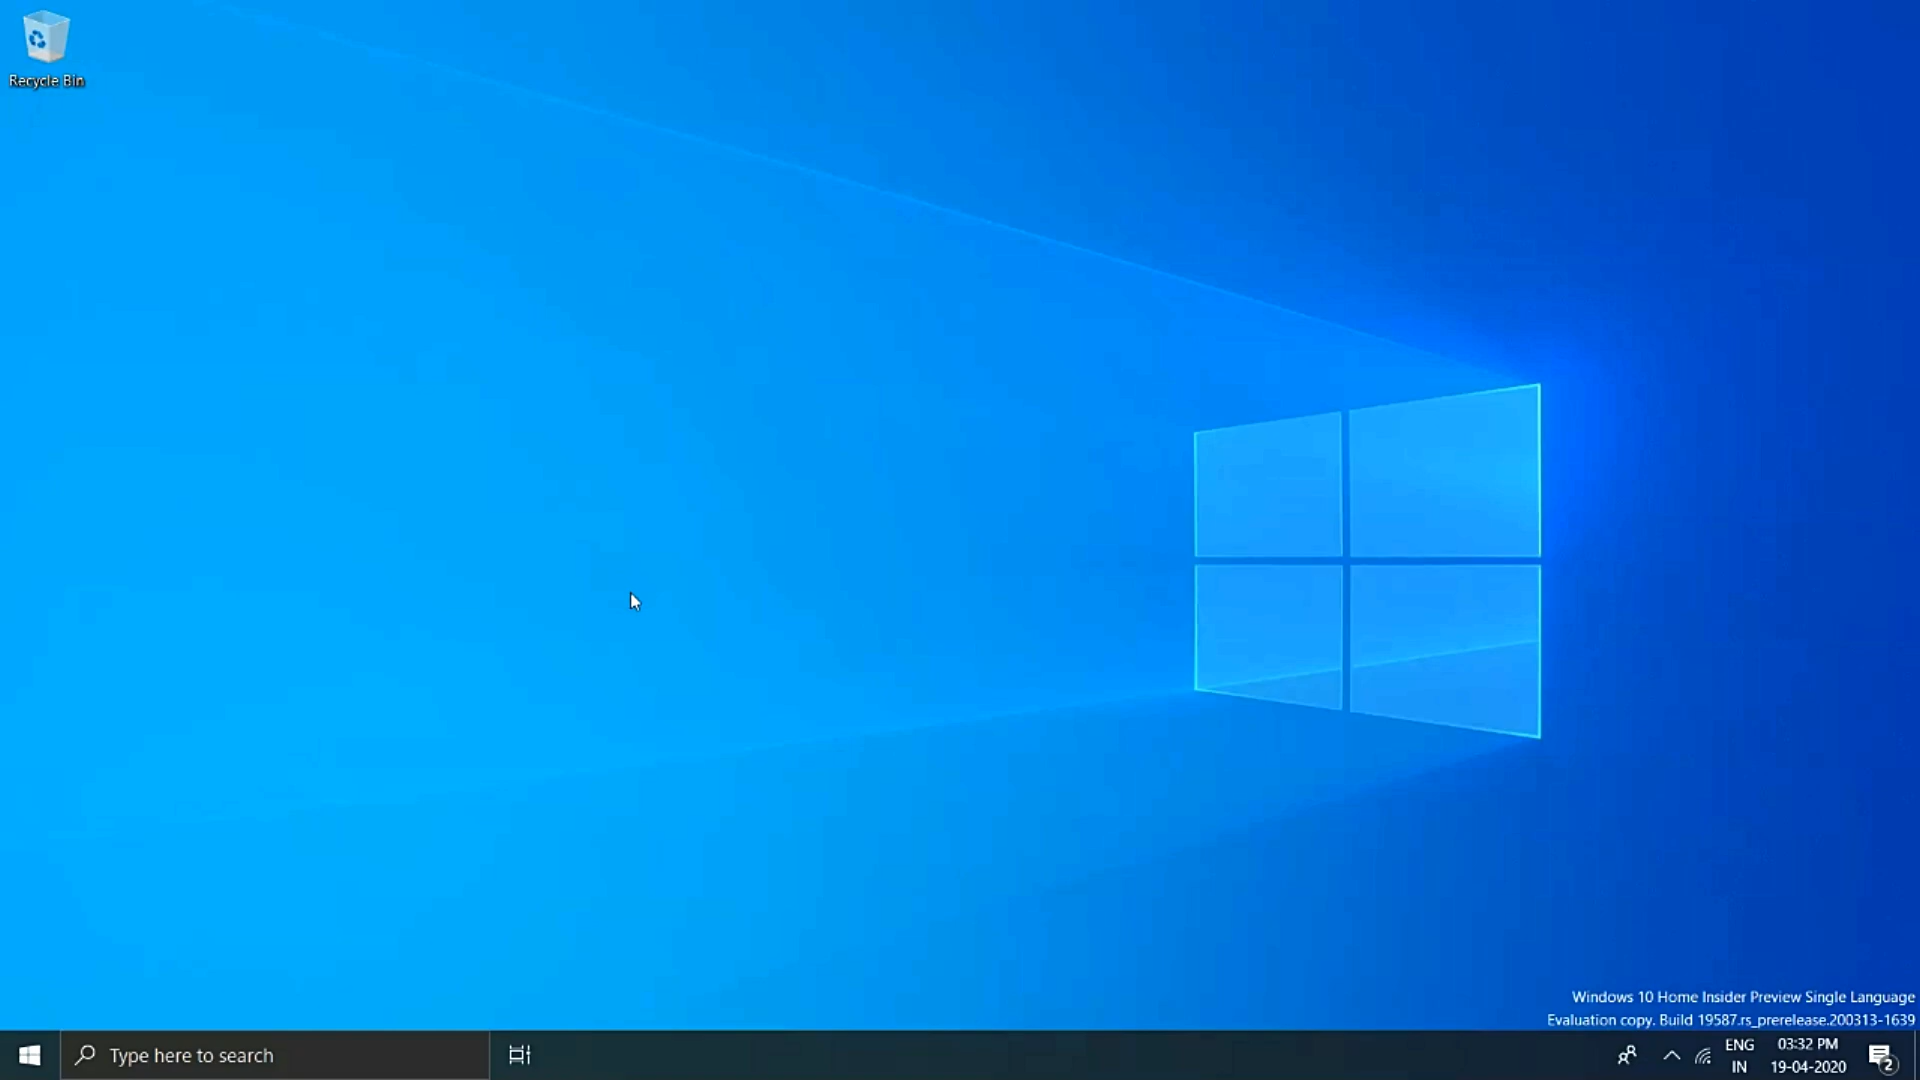 Recycle Bin
Windows 10 Home Insider Preview Single Language
Evaluation copy. Build 19587.rs_prerelease.200313-1639
Type here to search
ENG
IN
03:32 PM
19-04-2020
2